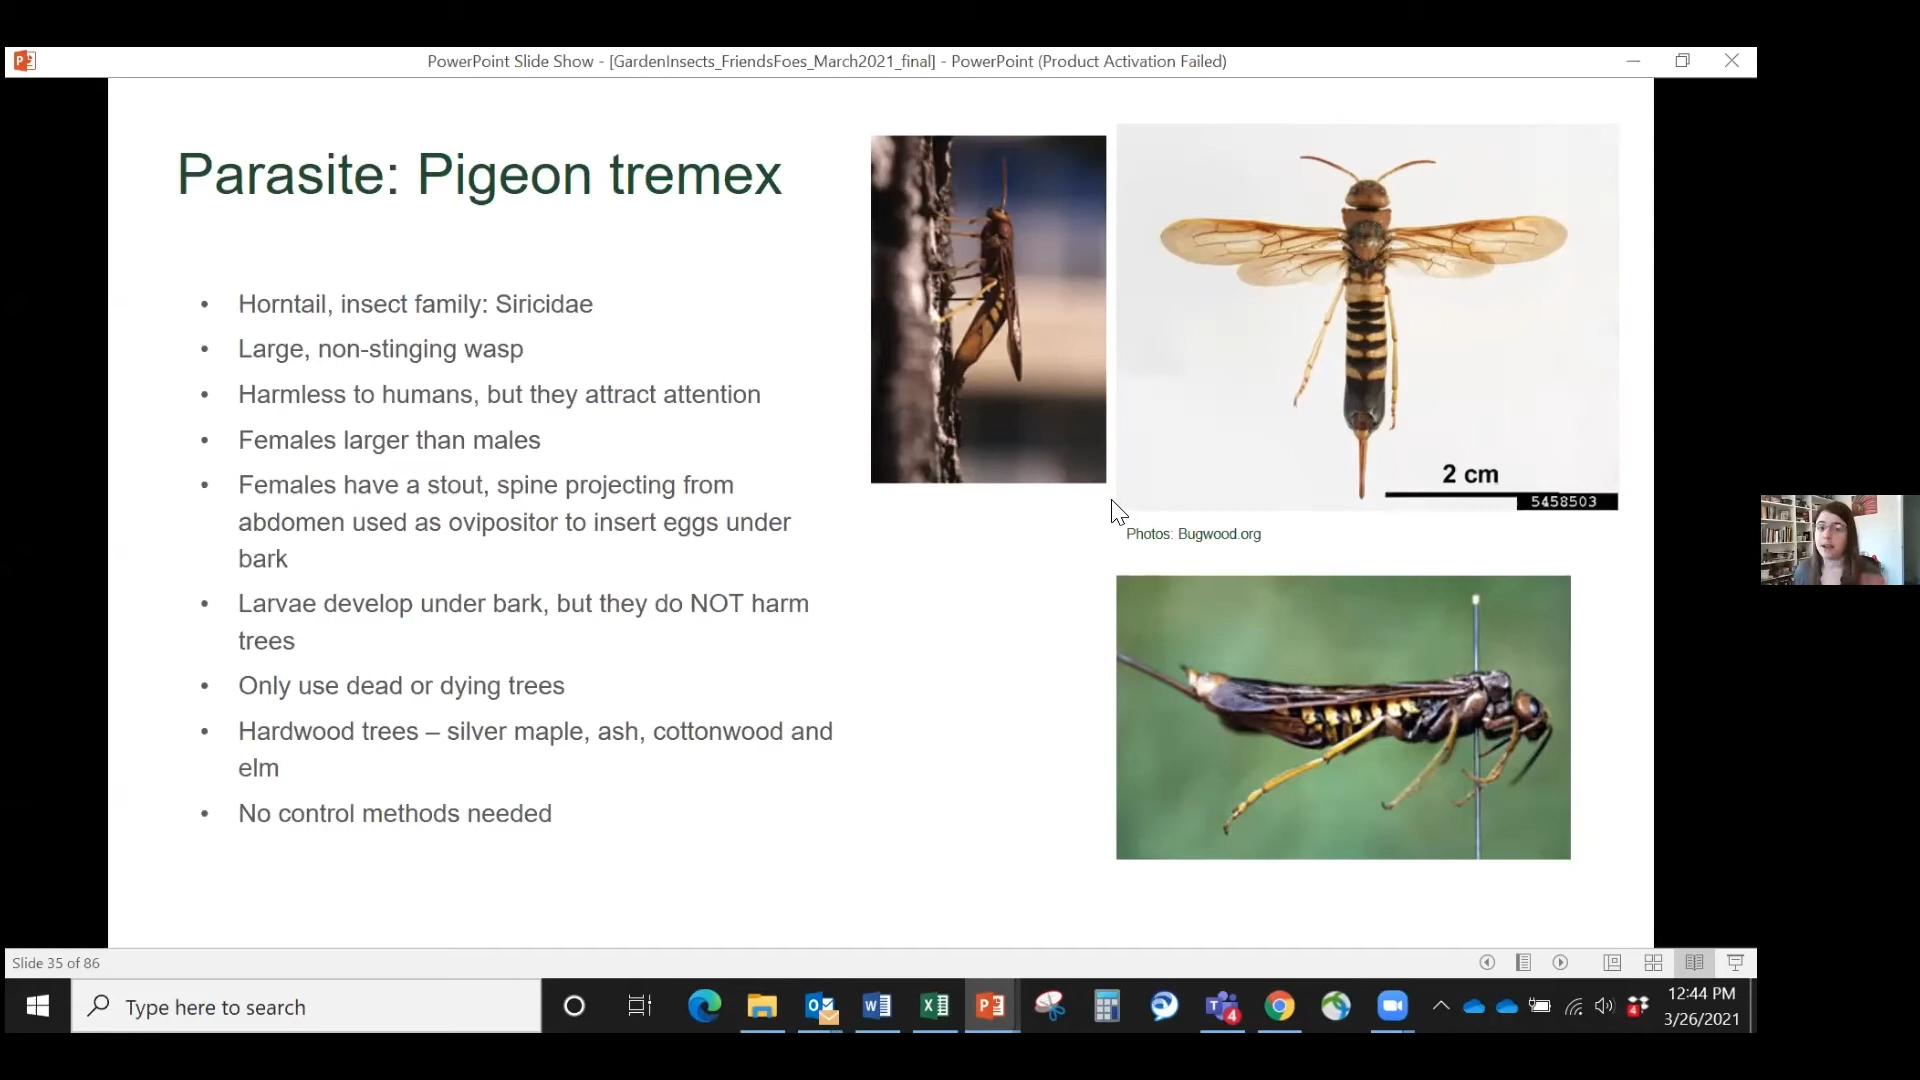 PowerPoint Slide Show - [GardenInsects_FriendsFoes_March2021_final] - PowerPoint (Product Activation Failed)
Parasite: Pigeon tremex
• Horntail, insect family: Siricidae
• Large, non-stinging wasp
• Harmless to humans, but they attract attention
• Females larger than males
• Females have a stout, spine projecting from
abdomen used as ovipositor to insert eggs under
bark
• Larvae develop under bark, but they do NOT harm
trees
• Only use dead or dying trees
• Hardwood trees – silver maple, ash, cottonwood and
elm
• No control methods needed
2 cm
5458503
Photos: Bugwood.org
Slide 35 of 86
Type here to search
4
4
12:44 PM
3/26/2021